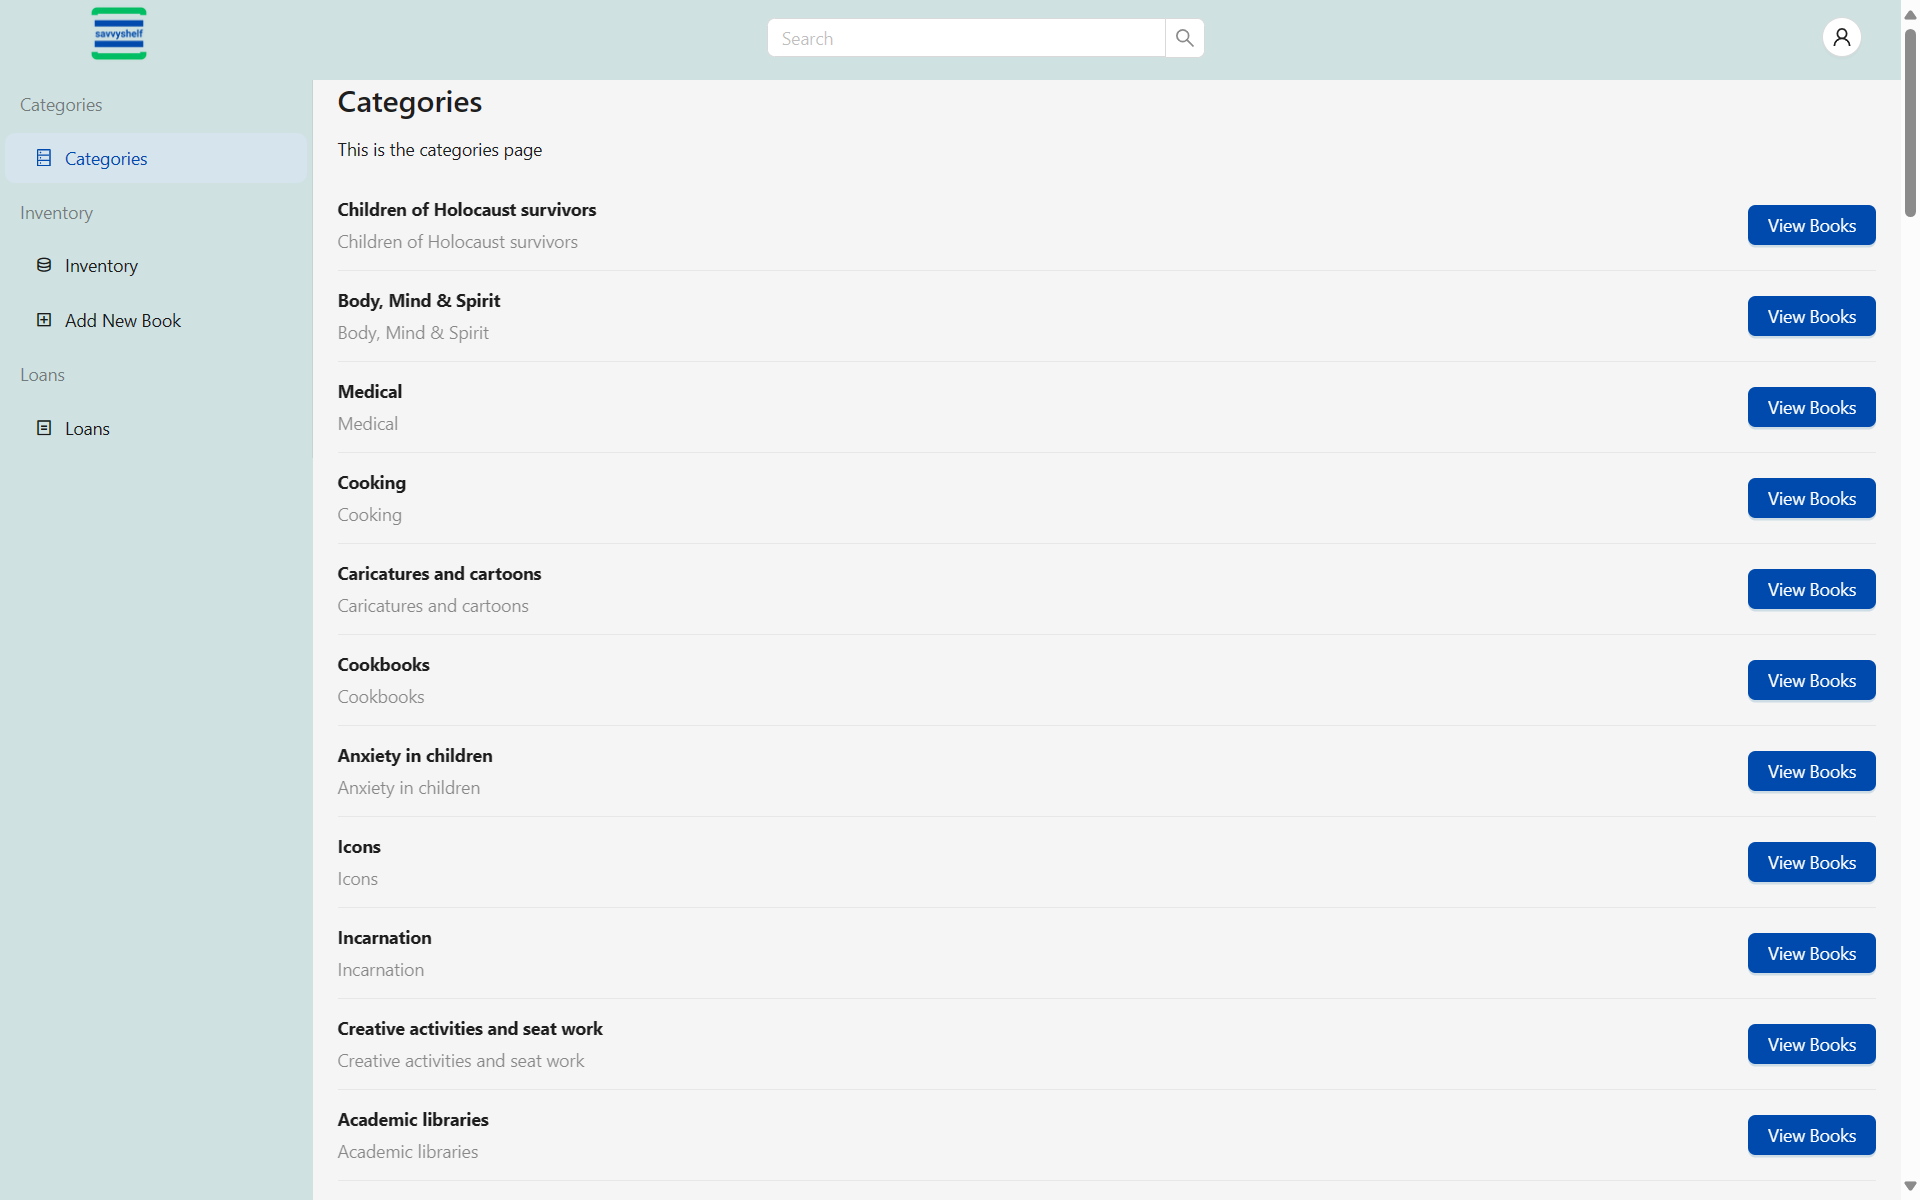 savvyshelf
Search
Categories
Categories
Inventory
Inventory
Add New Book
Loans
Loans
Categories
This is the categories page
Children of Holocaust survivors
Children of Holocaust survivors
View Books
Body, Mind & Spirit
Body, Mind & Spirit
View Books
Medical
Medical
View Books
Cooking
Cooking
View Books
Caricatures and cartoons
Caricatures and cartoons
View Books
Cookbooks
Cookbooks
View Books
Anxiety in children
Anxiety in children
View Books
Icons
Icons
View Books
Incarnation
Incarnation
View Books
Creative activities and seat work
Creative activities and seat work
View Books
Academic libraries
Academic libraries
View Books